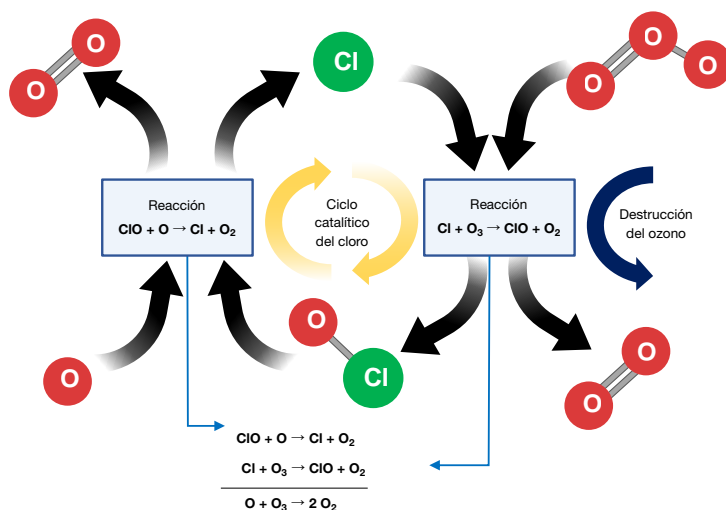 O
O
Cl
O
O
O
Reacción
ClO + O → Cl + O₂
Ciclo
catalítico
del cloro
Reacción
Cl + O₃ → ClO + O₂
Destrucción
del ozono
O
O
Cl
O
O
ClO + O → Cl + O₂
Cl + O₃ → ClO + O₂
O + O₃ → 2 O₂